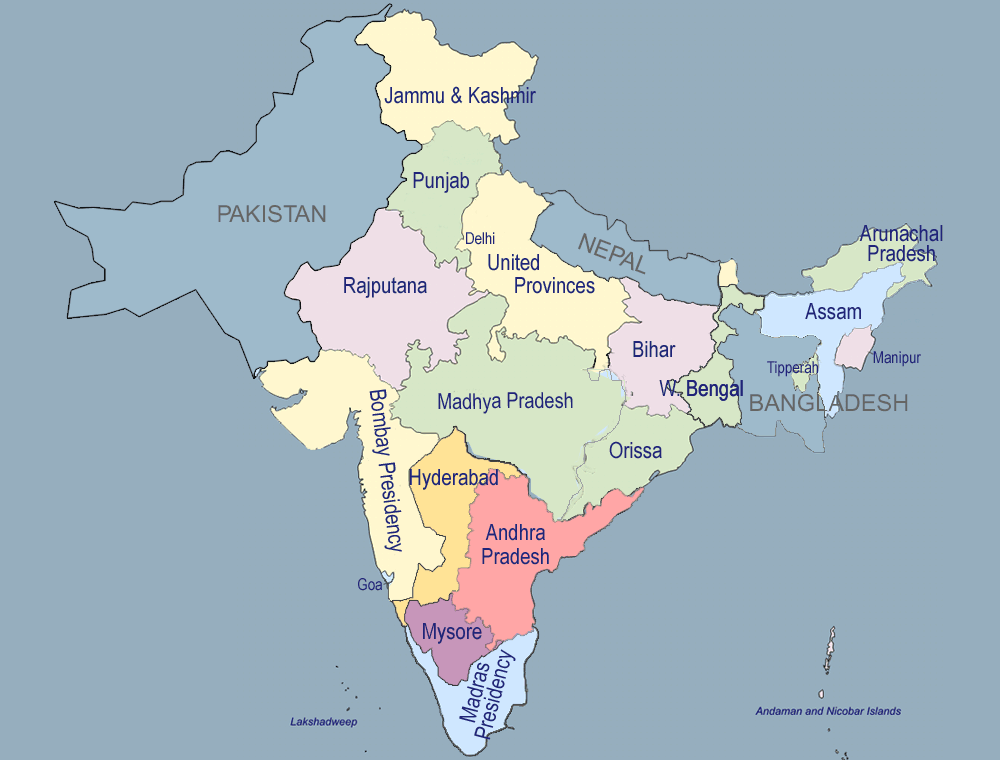 Jammu & Kashmir
Punjab
PAKISTAN
Delhi
NEPAL
Arunachal
Pradesh
United
Provinces
Rajputana
Assam
Bihar
Manipur
Tipperah
W. Bengal
Madhya Pradesh
BANGLADESH
Bombay Presidency
Orissa
Hyderabad
Andhra
Pradesh
Goa
Mysore
Madras
Presidency
Lakshadweep
Andaman and Nicobar Islands